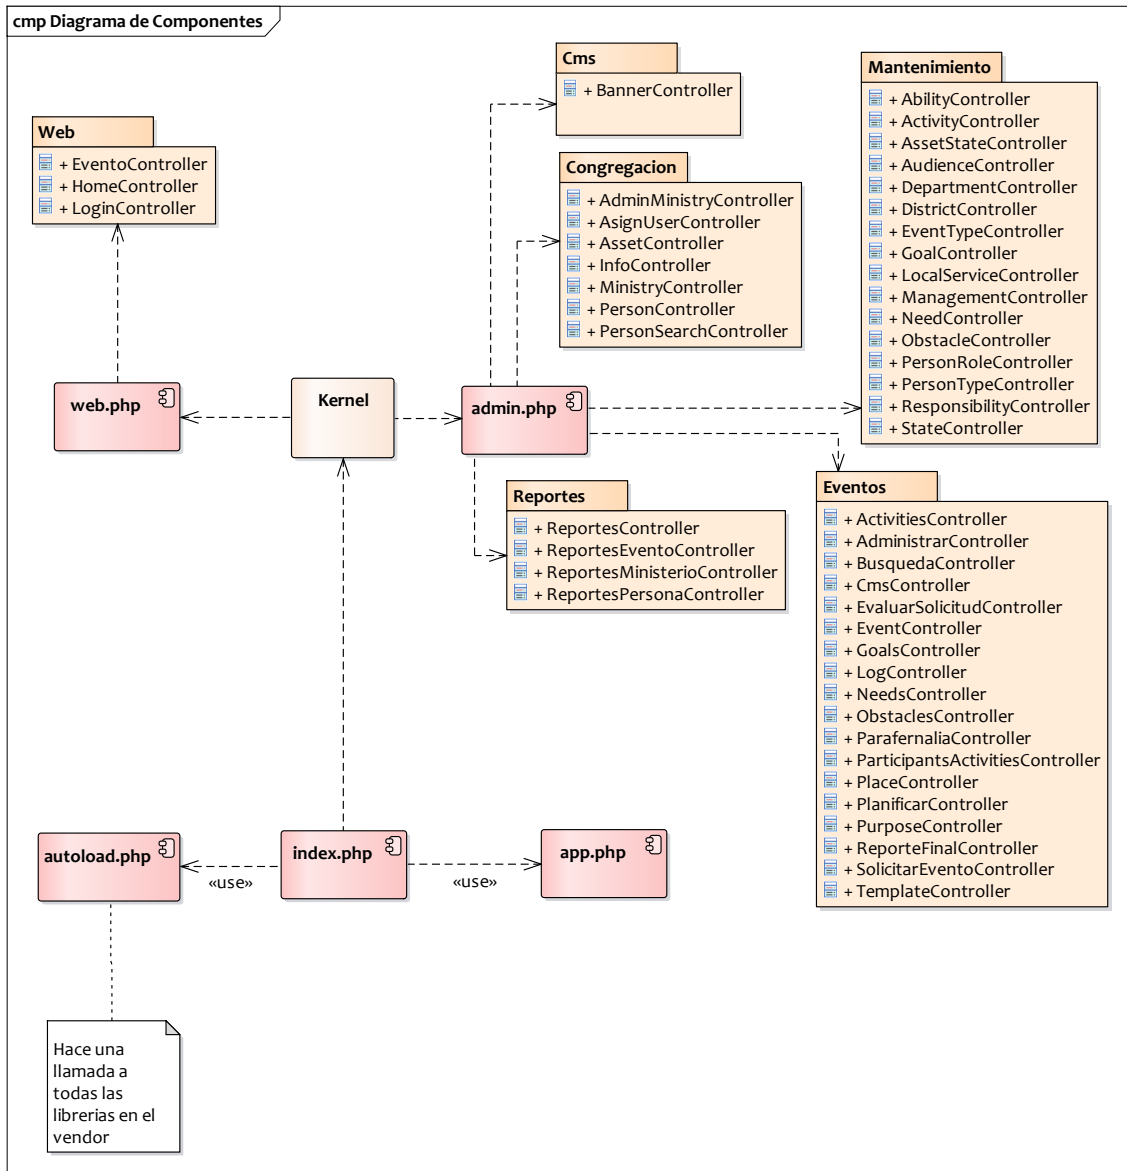 cmp Diagrama de Componentes
Web
+ EventoController
+ HomeController
+ LoginController
Cms
+ BannerController
Congregacion
+ AdminMinistryController
+ AsignUserController
+ AssetController
+ InfoController
+ MinistryController
+ PersonController
+ PersonSearchController
Mantenimiento
+ AbilityController
+ ActivityController
+ AssetStateController
+ AudienceController
+ DepartmentController
+ DistrictController
+ EventTypeController
+ GoalController
+ LocalServiceController
+ ManagementController
+ NeedController
+ ObstacleController
+ PersonRoleController
+ PersonTypeController
+ ResponsibilityController
+ StateController
web.php
Kernel
admin.php
Reportes
+ ReportesController
+ ReportesEventoController
+ ReportesMinisterioController
+ ReportesPersonaController
Eventos
+ ActivitiesController
+ AdministrarController
+ BusquedaController
+ CmsController
+ EvaluarSolicitudController
+ EventController
+ GoalsController
+ LogController
+ NeedsController
+ ObstaclesController
+ ParafernaliaController
+ ParticipantsActivitiesController
+ PlaceController
+ PlanificarController
+ PurposeController
+ ReporteFinalController
+ SolicitarEventoController
+ TemplateController
autoload.php
«use»
index.php
«use»
app.php
Hace una
llamada a
todas las
librerias en el
vendor